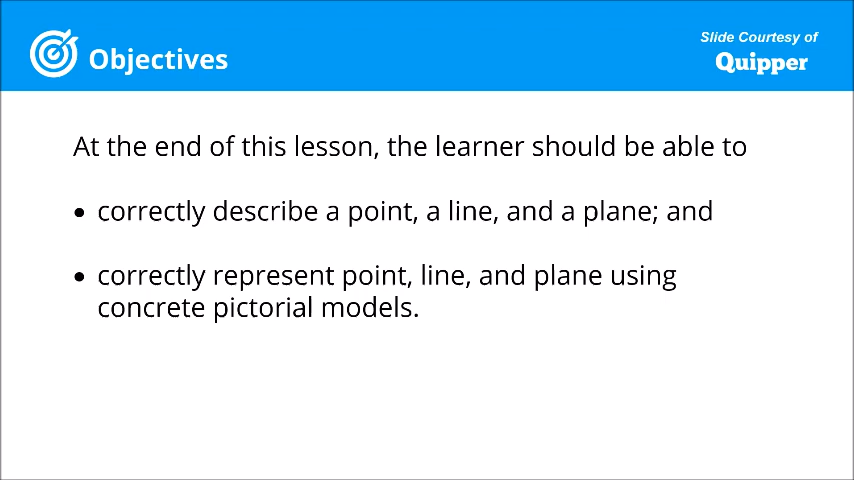 Objectives
Slide Courtesy of
Quipper
At the end of this lesson, the learner should be able to
• correctly describe a point, a line, and a plane; and
• correctly represent point, line, and plane using
concrete pictorial models.